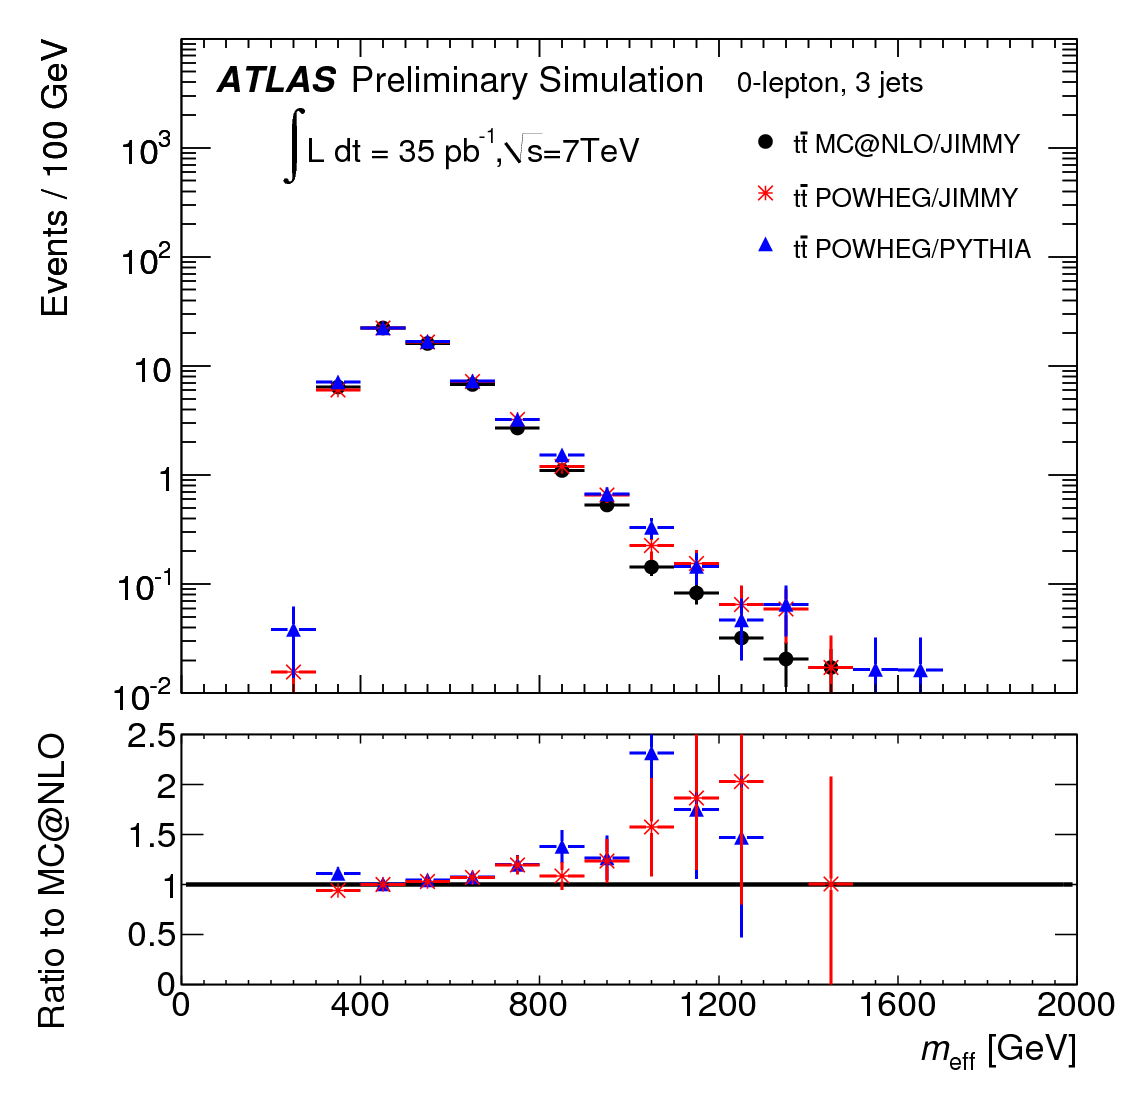 Events / 100 GeV
ATLAS Preliminary Simulation 0-lepton, 3 jets
∫ L dt = 35 pb⁻¹, √s=7TeV
tt̄ MC@NLO/JIMMY
tt̄ POWHEG/JIMMY
tt̄ POWHEG/PYTHIA
10³
10²
10
1
10⁻¹
10⁻²
Ratio to MC@NLO
2.5
2
1.5
1
0.5
0
0 400 800 1200 1600 2000
m_eff [GeV]